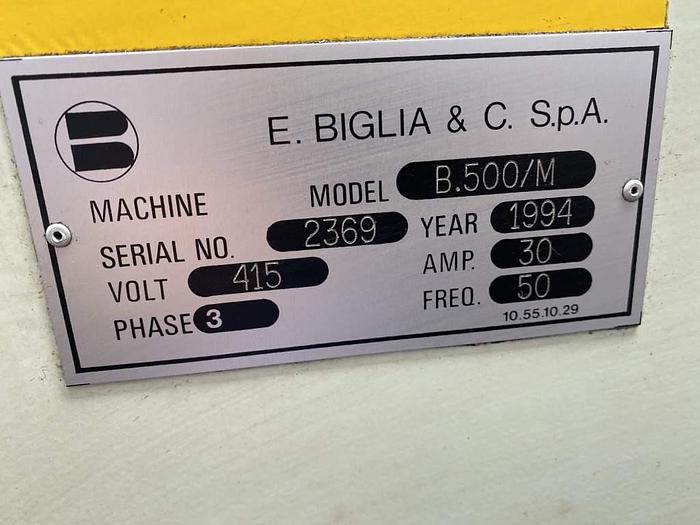 E. BIGLIA & C. S.p.A.
MACHINE MODEL B.500/M
SERIAL NO. 2369 YEAR 1994
VOLT 415 AMP. 30
PHASE 3 FREQ. 50
10.55.10.29